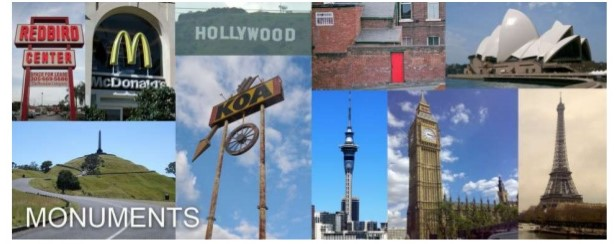 REDBIRD
CENTER
McDonald's
HOLLYWOOD
KOA
MONUMENTS